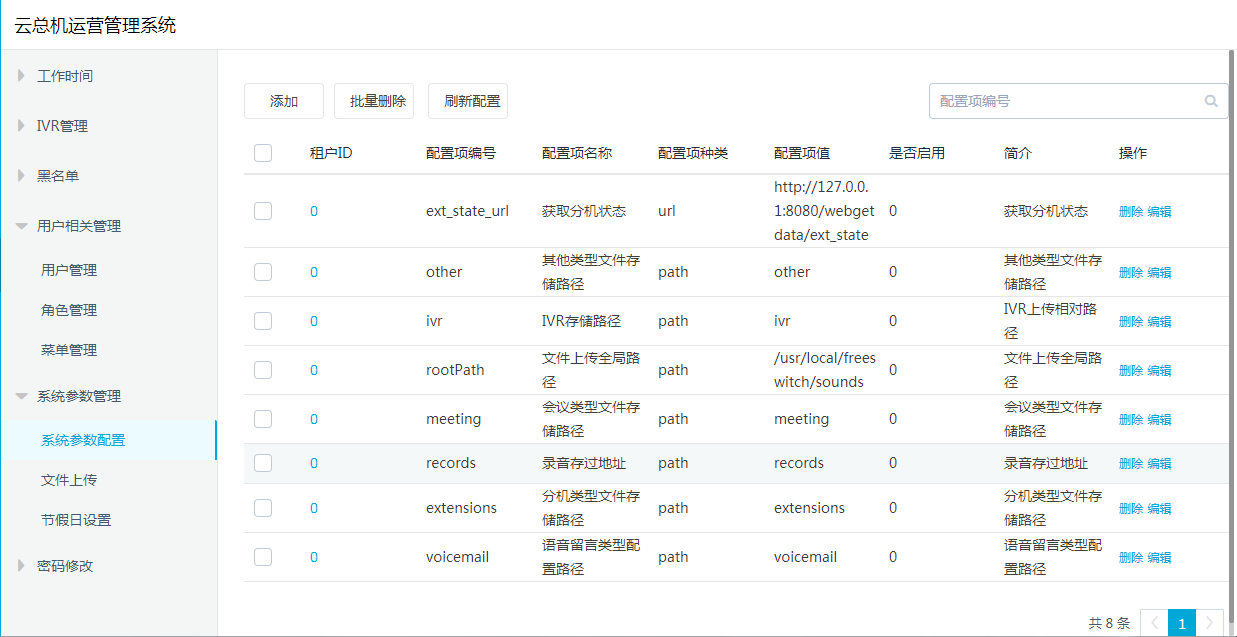 云总机运营管理系统
工作时间
IVR管理
黑名单
用户相关管理
用户管理
角色管理
菜单管理
系统参数管理
系统参数配置
文件上传
节假日设置
密码修改
添加 批量删除 刷新配置 配置项编号
租户ID 配置项编号 配置项名称 配置项种类 配置项值 是否启用 简介 操作
0 ext_state_url 获取分机状态 url http://127.0.0. 0 获取分机状态 删除 编辑
1:8080/webget
data/ext_state
0 other 其他类型文件存 path other 0 其他类型文件存 删除 编辑
储路径 储路径
0 ivr IVR存储路径 path ivr 0 IVR上传相对路 删除 编辑
径
0 rootPath 文件上传全局路 path /usr/local/frees 0 文件上传全局路 删除 编辑
径 witch/sounds 径
0 meeting 会议类型文件存 path meeting 0 会议类型文件存 删除 编辑
储路径 储路径
0 records 录音存过地址 path records 0 录音存过地址 删除 编辑
0 extensions 分机类型文件存 path extensions 0 分机类型文件存 删除 编辑
储路径 储路径
0 voicemail 语音留言类型配 path voicemail 0 语音留言类型配 删除 编辑
置路径 置路径
共 8 条 1